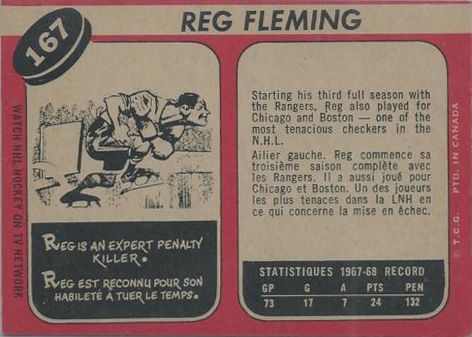 REG FLEMING
167
WATCH NHL HOCKEY ON TV NETWORK
REG IS AN EXPERT PENALTY
KILLER.
REG EST RECONNU POUR SON
HABILETÉ À TUER LE TEMPS.
Starting his third full season with
the Rangers, Reg also played for
Chicago and Boston — one of the
most tenacious checkers in the
N.H.L.
Ailier gauche. Reg commence sa
troisième saison complète avec
les Rangers. Il a aussi joué pour
Chicago et Boston. Un des joueurs
les plus tenaces dans la LNH en
ce qui concerne la mise en échec.
STATISTIQUES 1967-68 RECORD
GP G A PTS PEN
73 17 7 24 132
© T.C.G. PTD. IN CANADA